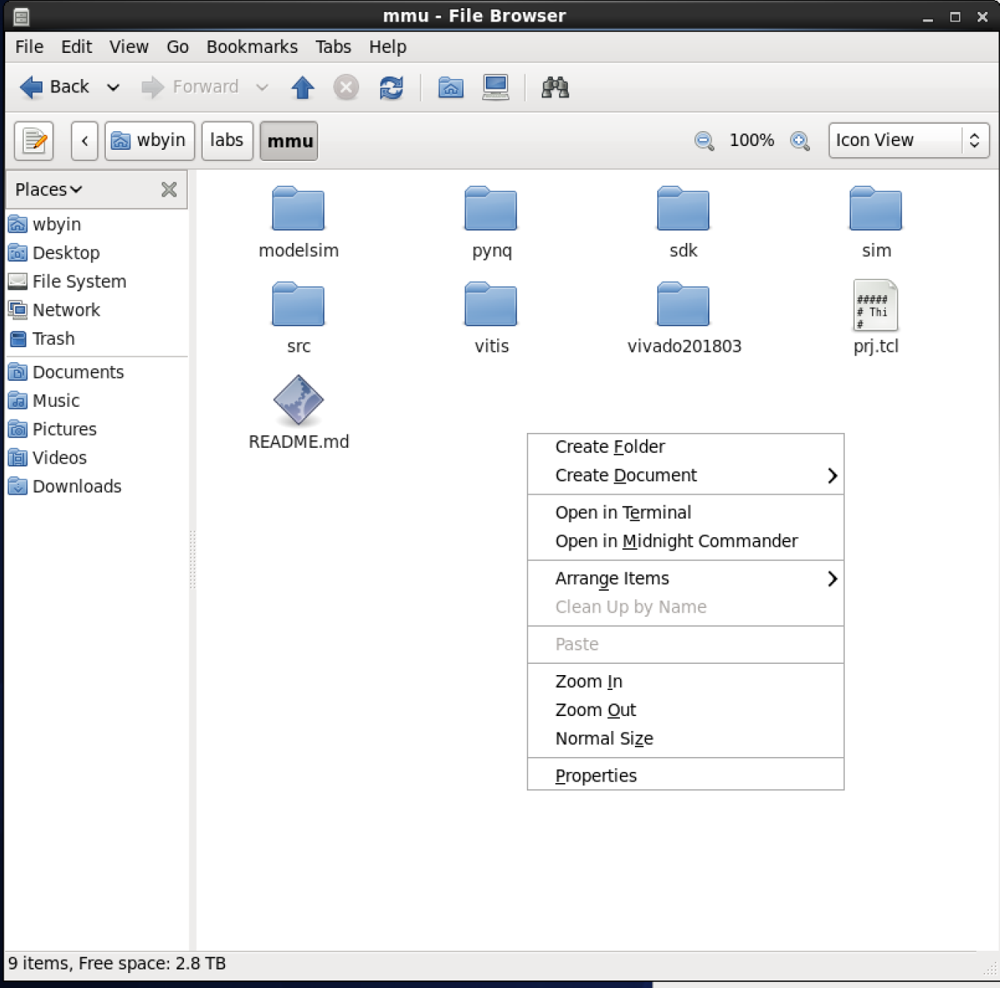 mmu - File Browser
File Edit View Go Bookmarks Tabs Help
Back Forward
wbyin labs mmu 100% Icon View
Places
wbyin
Desktop
File System
Network
Trash
Documents
Music
Pictures
Videos
Downloads
modelsim pynq sdk sim
#####
# Thi
#
src vitis vivado201803 prj.tcl
README.md
Create Folder
Create Document
Open in Terminal
Open in Midnight Commander
Arrange Items
Clean Up by Name
Paste
Zoom In
Zoom Out
Normal Size
Properties
9 items, Free space: 2.8 TB